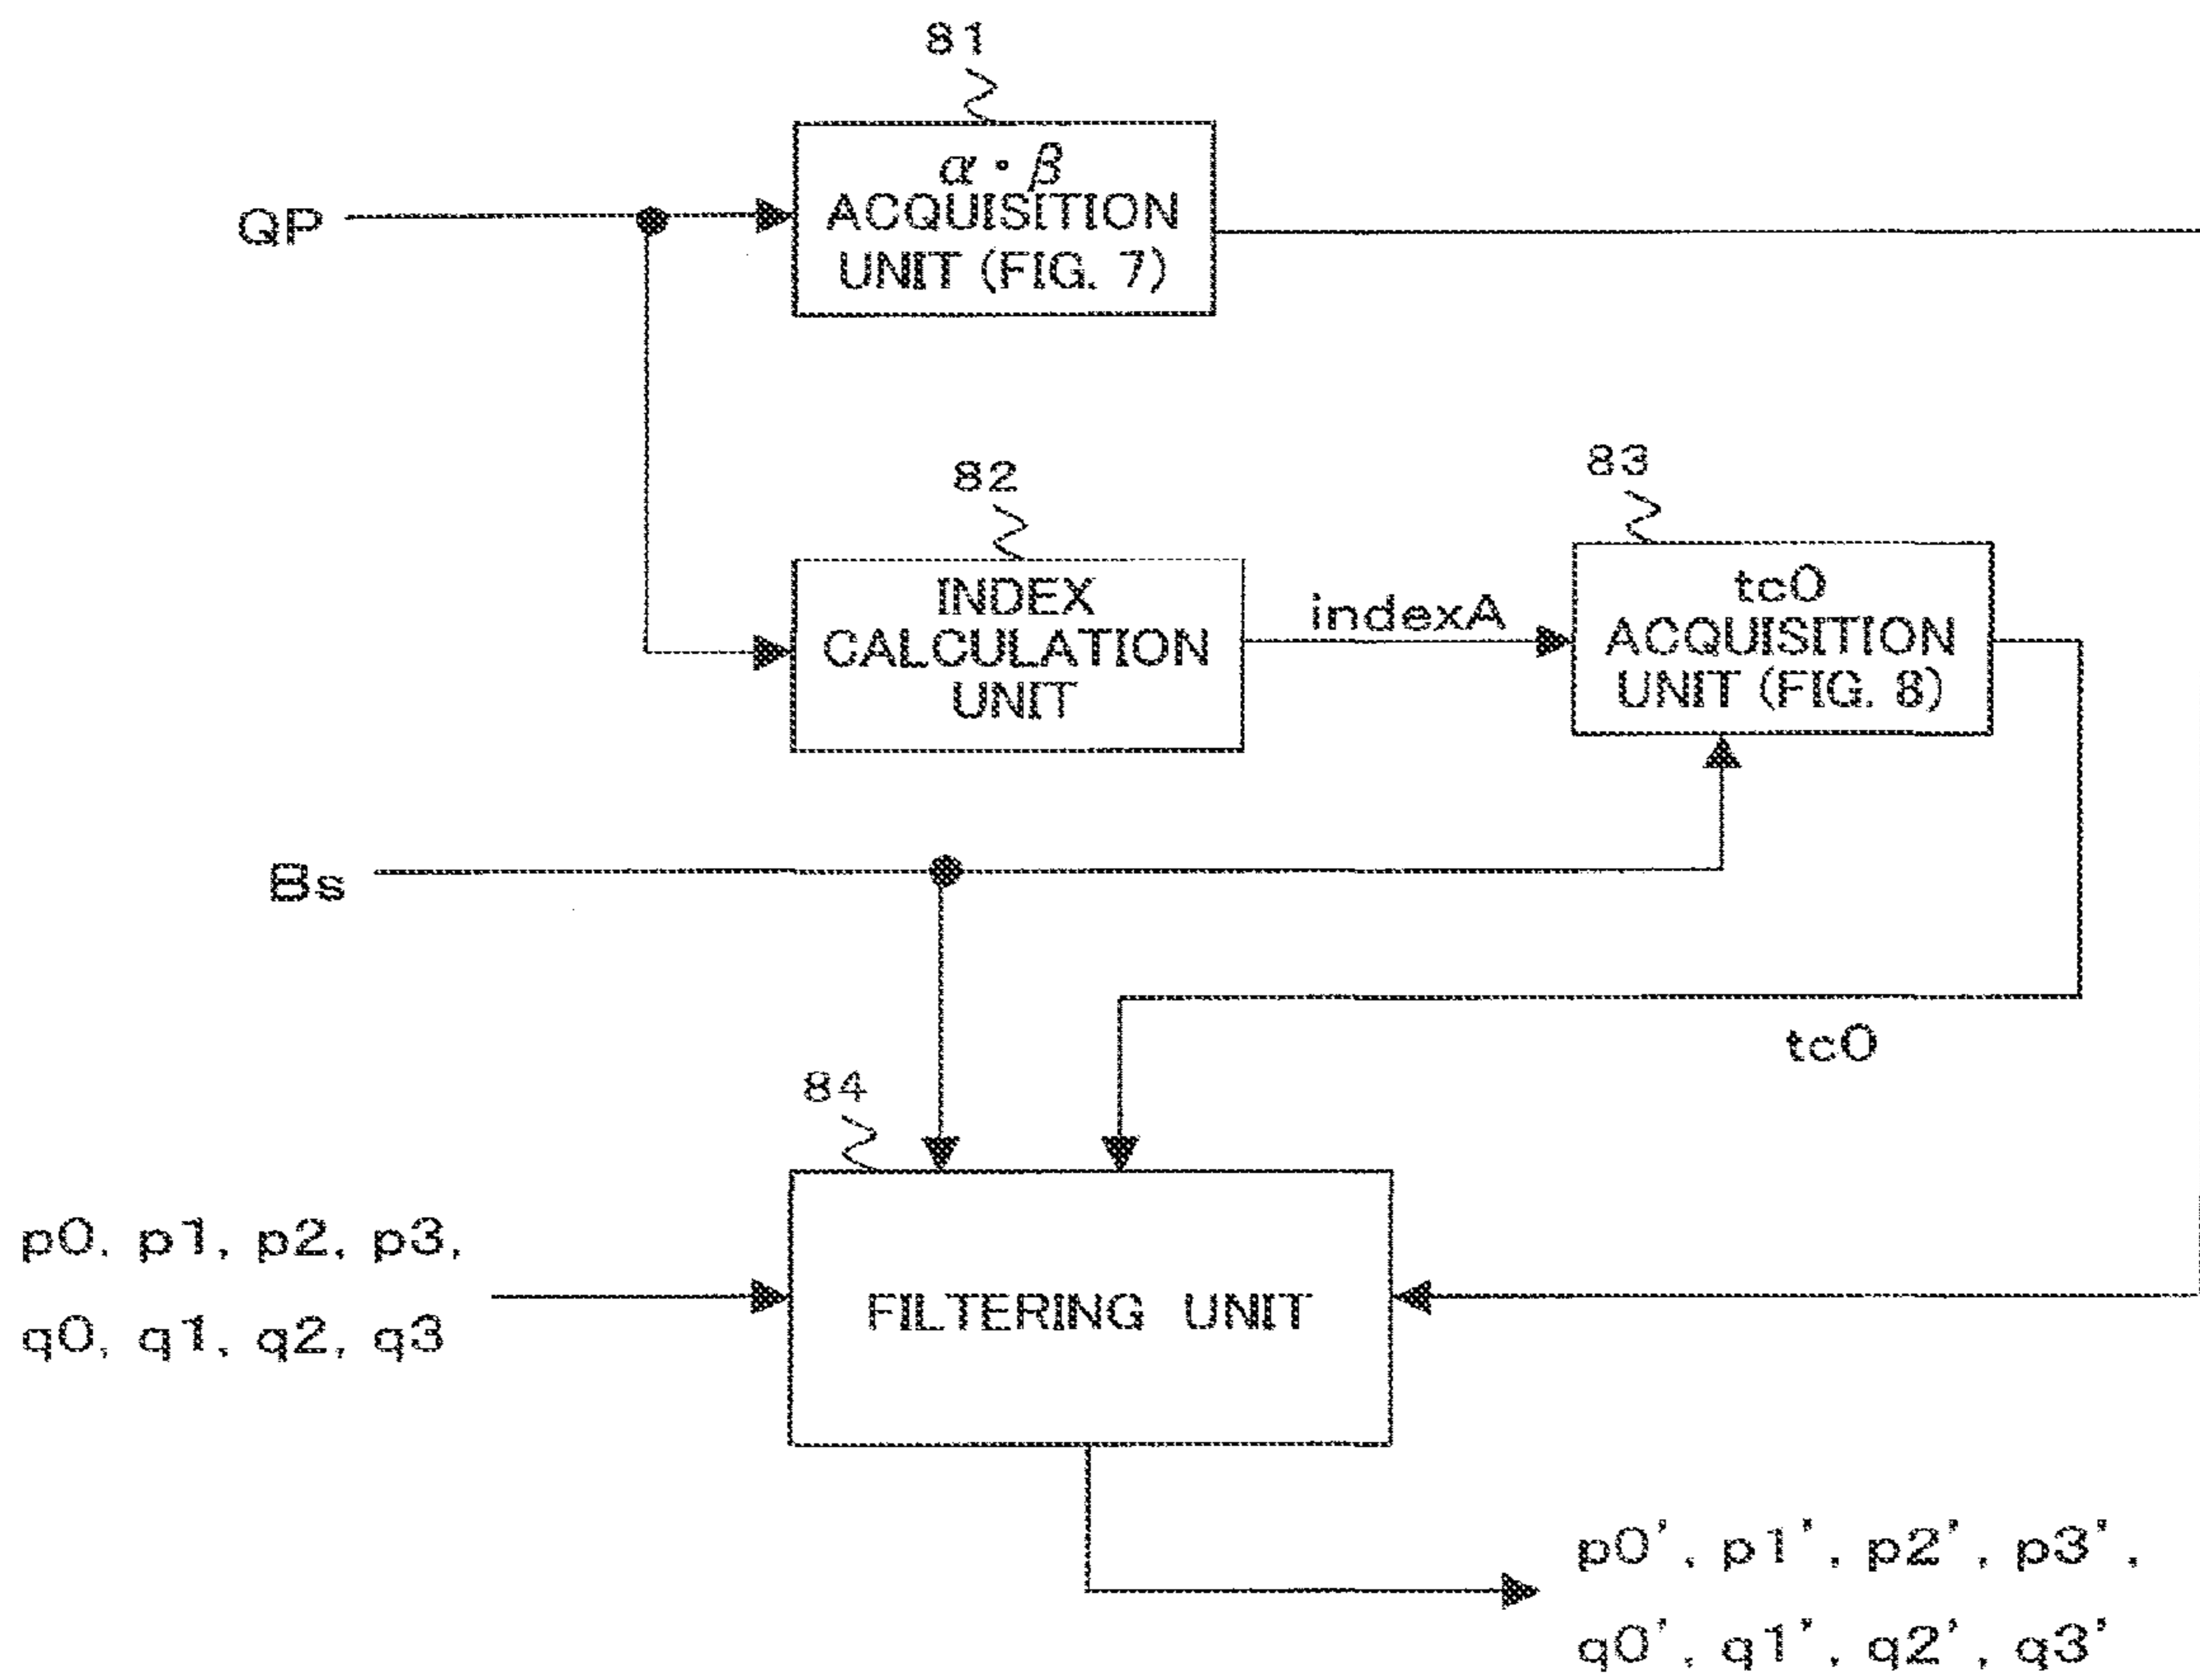 81
α・β
ACQUISITION
UNIT (FIG. 7)
QP
82
INDEX
CALCULATION
UNIT
indexA
83
tc0
ACQUISITION
UNIT (FIG. 8)
Bs
tc0
84
FILTERING UNIT
p0, p1, p2, p3,
q0, q1, q2, q3
p0', p1', p2', p3',
q0', q1', q2', q3'